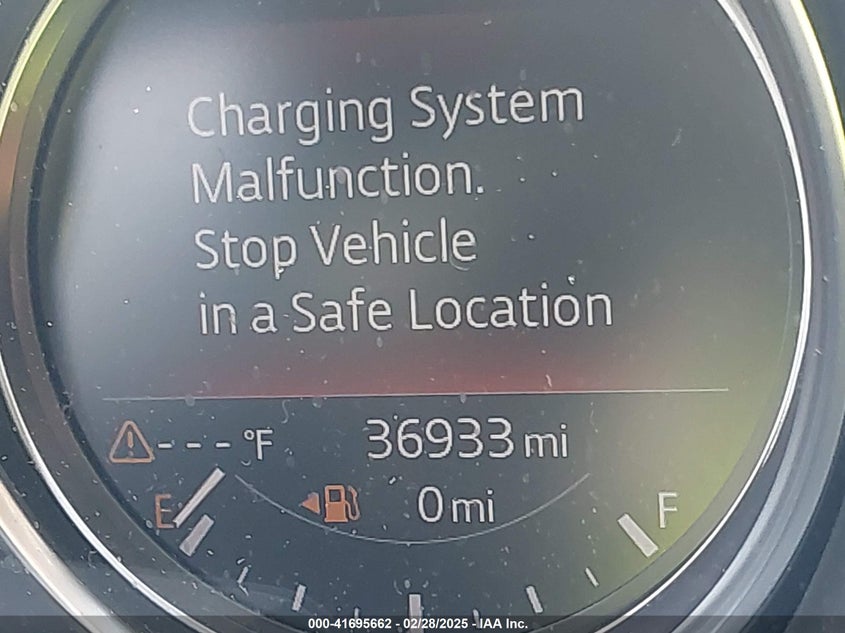 Charging System
Malfunction.
Stop Vehicle
in a Safe Location
--- °F 36933 mi
E 0 mi F
000-41695662 - 02/28/2025 - IAA Inc.